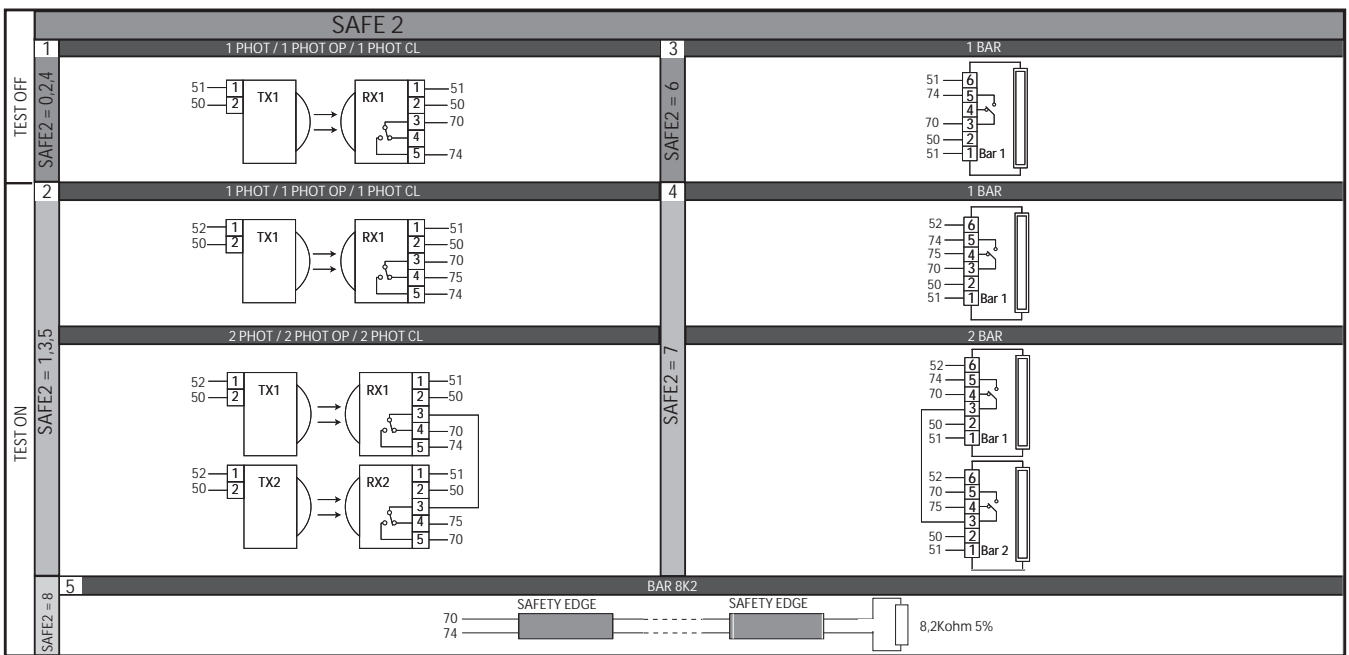 SAFE 2
TEST OFF
SAFE2 = 0,2,4
1
1 PHOT / 1 PHOT OP / 1 PHOT CL
51 1
50 2
TX1
RX1
1 51
2 50
3 70
4
5 74
SAFE2 = 6
3
1 BAR
51 6
74 5
4
70 3
50 2
51 1 Bar 1
TEST ON
SAFE2 = 1,3,5
2
1 PHOT / 1 PHOT OP / 1 PHOT CL
52 1
50 2
TX1
RX1
1 51
2 50
3 70
4 75
5 74
2 PHOT / 2 PHOT OP / 2 PHOT CL
52 1
50 2
TX1
RX1
1 51
2 50
3
4 70
5 74
52 1
50 2
TX2
RX2
1 51
2 50
3
4 75
5 70
SAFE2 = 7
4
1 BAR
52 6
74 5
75 4
70 3
50 2
51 1 Bar 1
2 BAR
52 6
74 5
70 4
3
50 2
51 1 Bar 1
52 6
70 5
75 4
3
50 2
51 1 Bar 2
SAFE2 = 8
5
BAR 8K2
70
74
SAFETY EDGE
SAFETY EDGE
8,2Kohm 5%